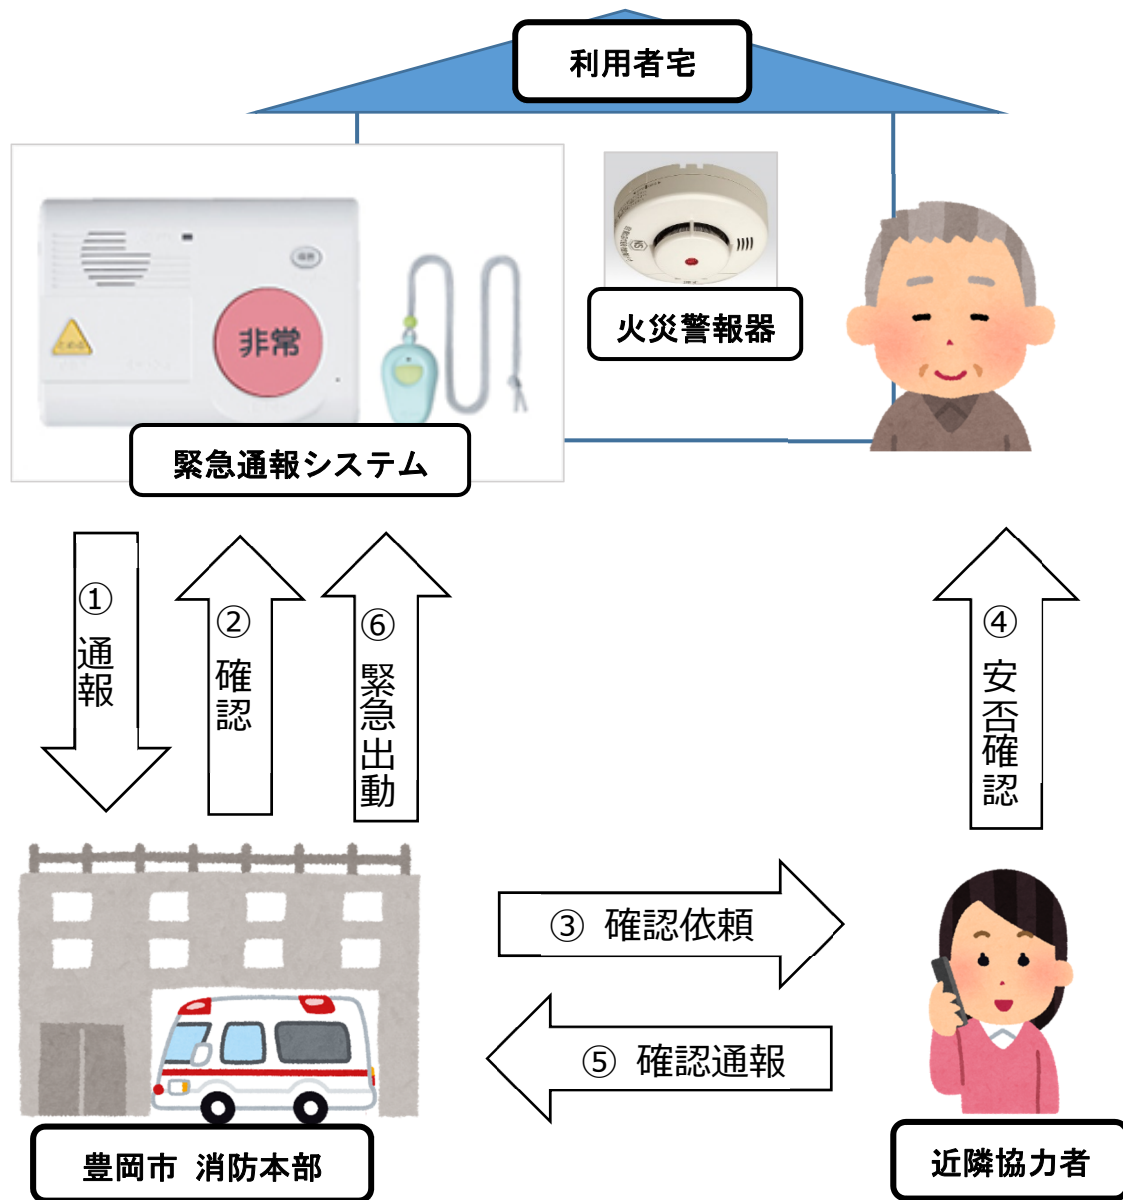 利用者宅
非常
火災警報器
緊急通報システム
① 通報
② 確認
⑥ 緊急出動
④ 安否確認
③ 確認依頼
⑤ 確認通報
豊岡市 消防本部
近隣協力者